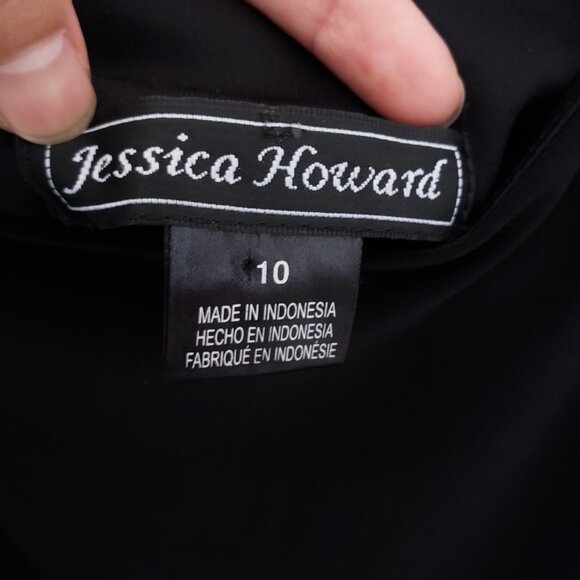 Jessica Howard
10
MADE IN INDONESIA
HECHO EN INDONESIA
FABRIQUÉ EN INDONÉSIE